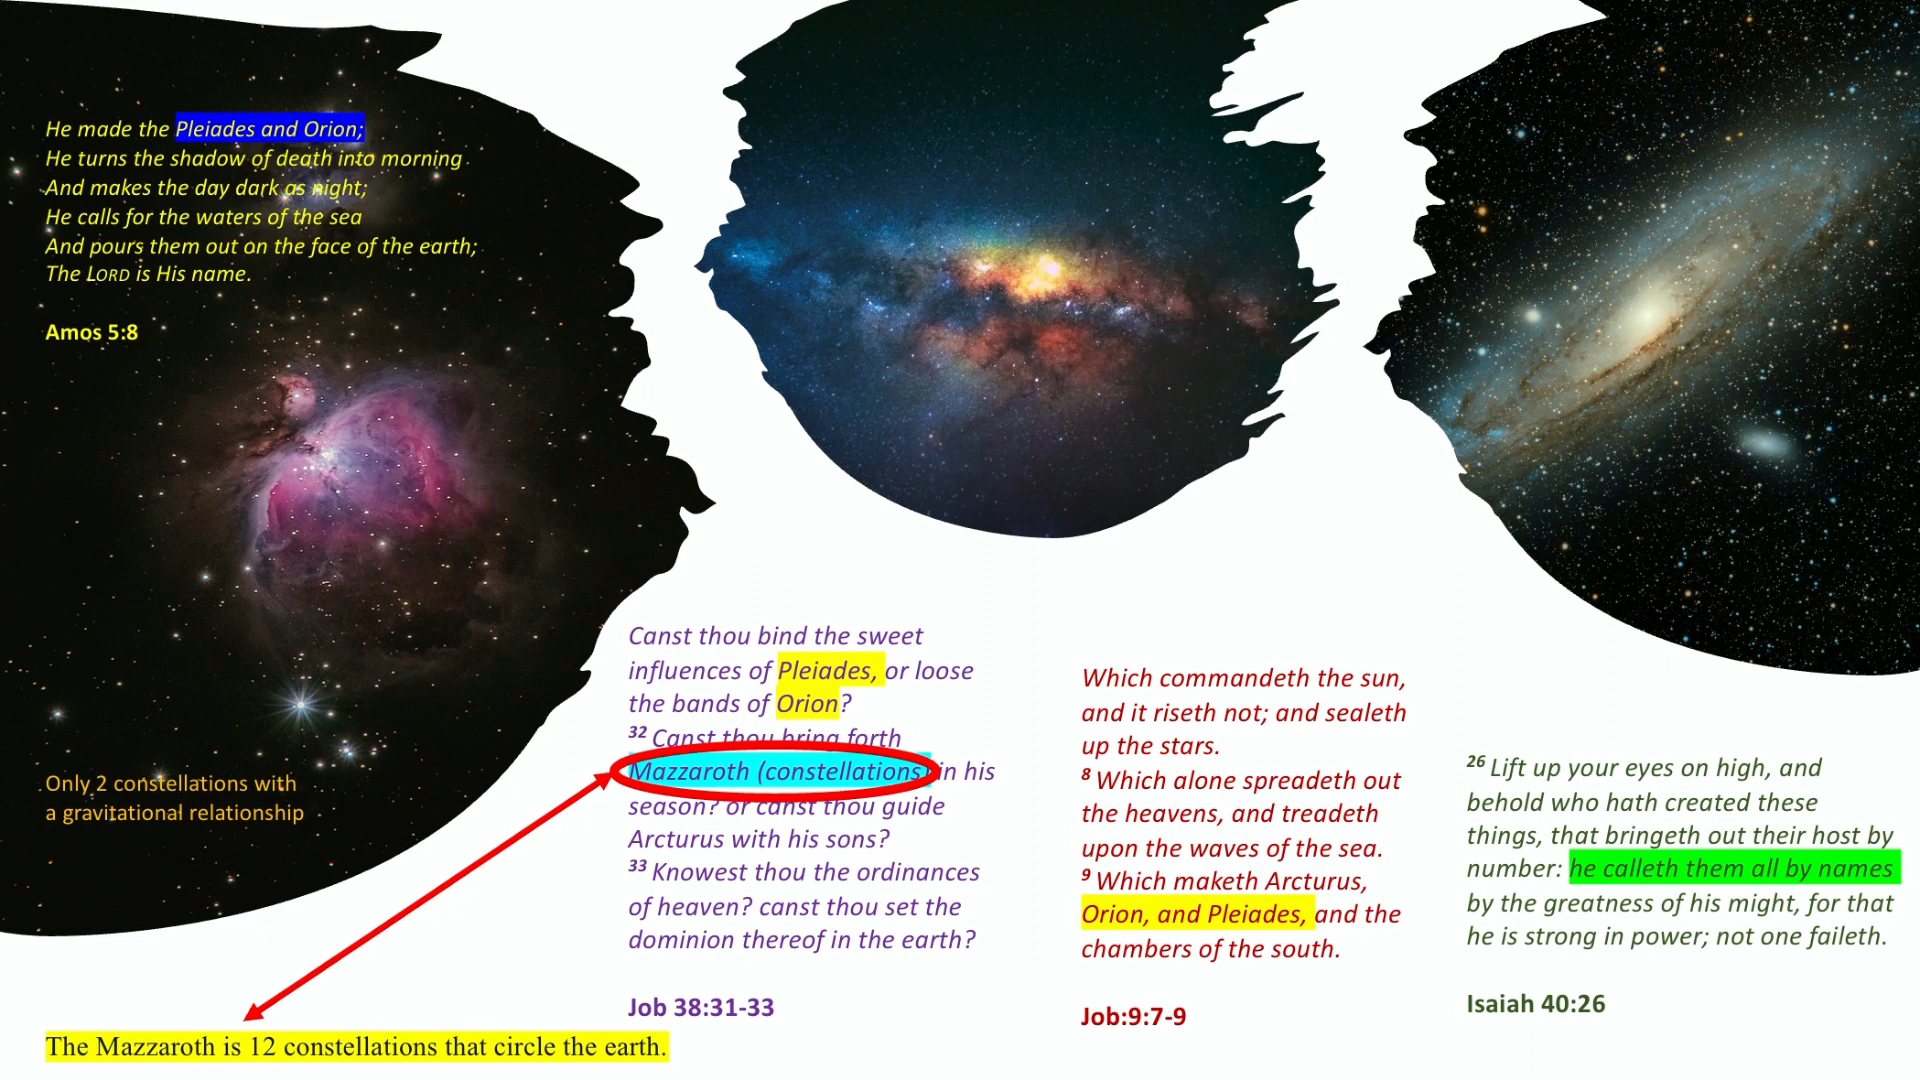 He made the Pleiades and Orion;
He turns the shadow of death into morning
And makes the day dark as night;
He calls for the waters of the sea
And pours them out on the face of the earth;
The LORD is His name.
Amos 5:8
Only 2 constellations with
a gravitational relationship
Canst thou bind the sweet
influences of Pleiades, or loose
the bands of Orion?
32 Canst thou bring forth
Mazzaroth (constellations) in his
season? or canst thou guide
Arcturus with his sons?
33 Knowest thou the ordinances
of heaven? canst thou set the
dominion thereof in the earth?
Job 38:31-33
Which commandeth the sun,
and it riseth not; and sealeth
up the stars.
8 Which alone spreadeth out
the heavens, and treadeth
upon the waves of the sea.
9 Which maketh Arcturus,
Orion, and Pleiades, and the
chambers of the south.
Job:9:7-9
26 Lift up your eyes on high, and
behold who hath created these
things, that bringeth out their host by
number: he calleth them all by names
by the greatness of his might, for that
he is strong in power; not one faileth.
Isaiah 40:26
The Mazzaroth is 12 constellations that circle the earth.